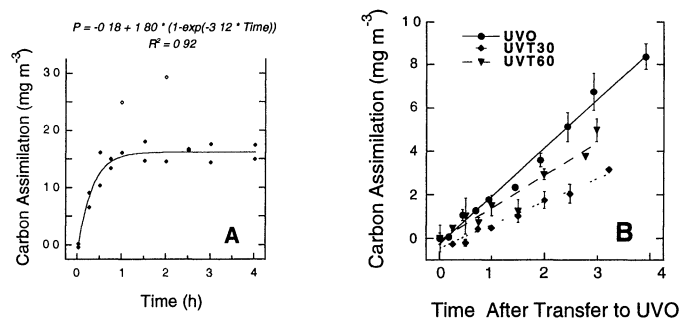 P = -0 18 + 1 80 * (1-exp(-3 12 * Time))
R² = 0 92
Carbon Assimilation (mg m⁻³)
3 0
2 0
1 0
0 0
0
1
2
3
4
Time (h)
A
Carbon Assimilation (mg m⁻³)
10
8
6
4
2
0
0
1
2
3
4
UVO
UVT30
UVT60
B
Time After Transfer to UVO